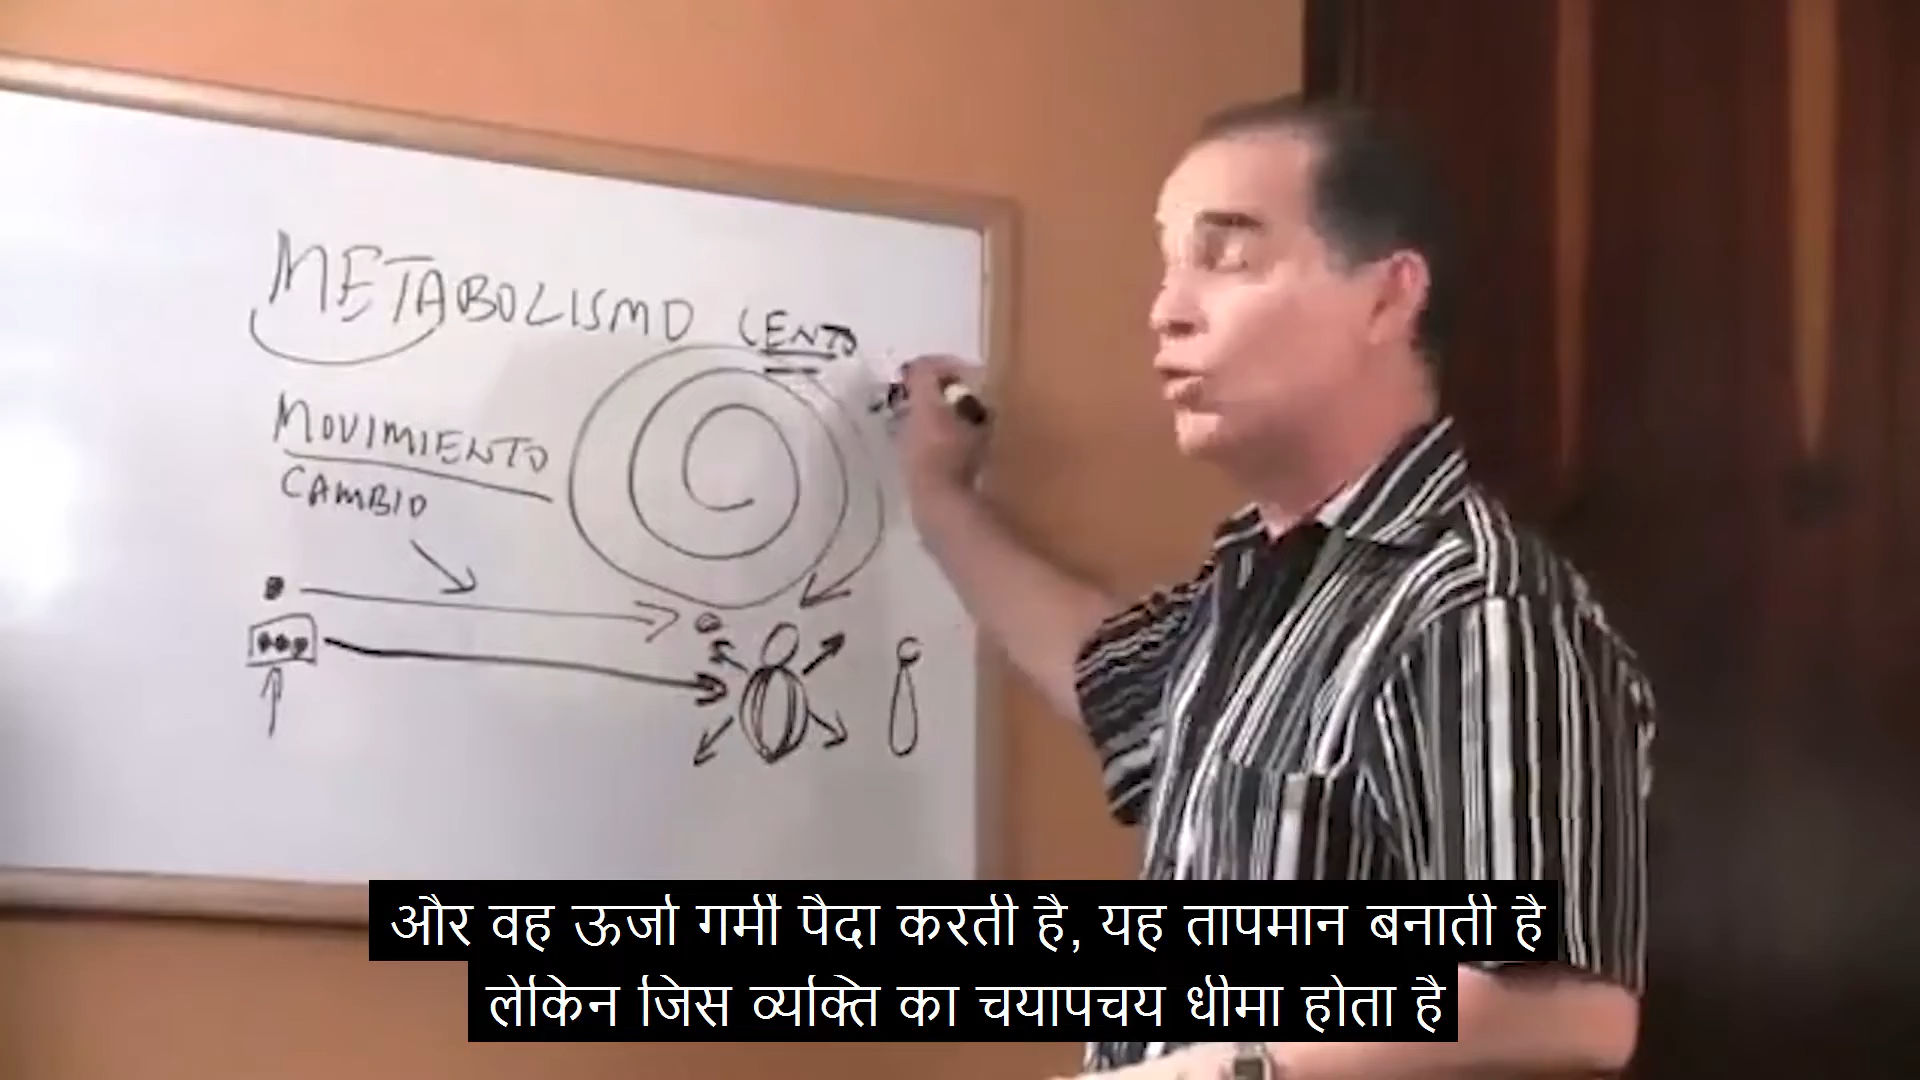 METABOLISMO LENTO
MOVIMIENTO
CAMBIO
और वह ऊर्जा गर्मी पैदा करती है, यह तापमान बनाती है
लेकिन जिस व्यक्ति का चयापचय धीमा होता है